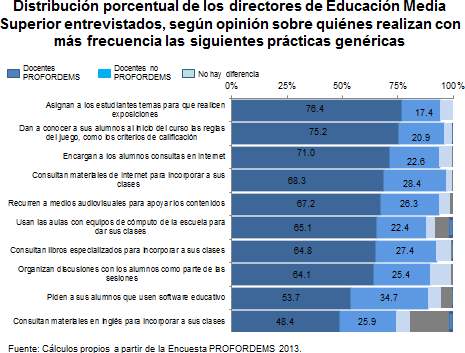 Distribución porcentual de los directores de Educación Media
Superior entrevistados, según opinión sobre quiénes realizan con
más frecuencia las siguientes prácticas genéricas
Docentes PROFORDEMS
Docentes no PROFORDEMS
No hay diferencia
0% 25% 50% 75% 100%
Asignan a los estudiantes temas para que realicen
exposiciones
76.4 17.4
Dan a conocer a sus alumnos al inicio del curso las reglas
del juego, como los criterios de calificación
75.2 20.9
Encargan a los alumnos consultas en Internet
71.0 22.6
Consultan materiales de Internet para incorporar a sus
clases
68.3 28.4
Recurren a medios audiovisuales para apoyar los contenidos
67.2 26.3
Usan las aulas con equipos de cómputo de la escuela para
dar sus clases
65.1 22.4
Consultan libros especializados para incorporar a sus clases
64.8 27.4
Organizan discusiones con los alumnos como parte de las
sesiones
64.1 25.4
Piden a sus alumnos que usen software educativo
53.7 34.7
Consultan materiales en inglés para incorporar a sus clases
48.4 25.9
Fuente: Cálculos propios a partir de la Encuesta PROFORDEMS 2013.